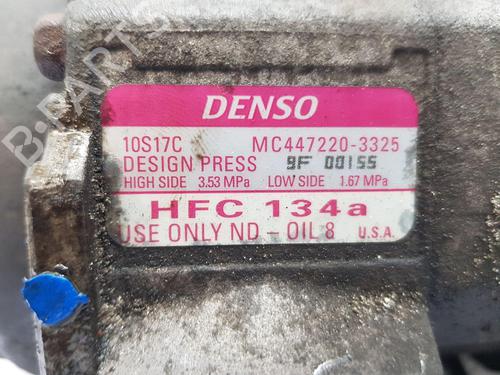 DENSO
10S17C MC447220-3325
DESIGN PRESS 9F 00155
HIGH SIDE 3.53 MPa LOW SIDE 1.67 MPa
HFC 134a
USE ONLY ND-OIL 8 U.S.A.
B-PARTS